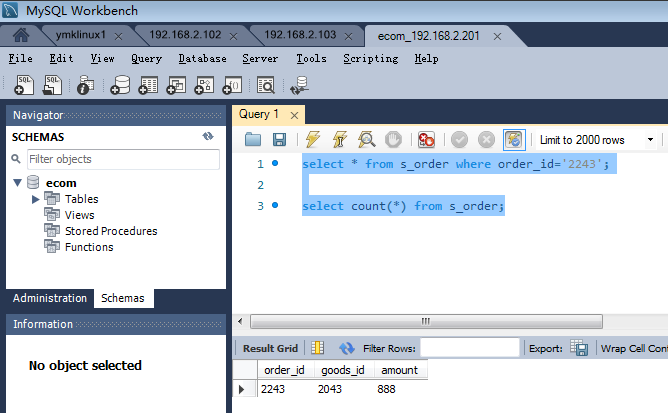 MySQL Workbench
ymklinux1 × 192.168.2.102 × 192.168.2.103 × ecom_192.168.2.201 ×
File Edit View Query Database Server Tools Scripting Help
SQL SQL
Navigator
SCHEMAS
Filter objects
ecom
Tables
Views
Stored Procedures
Functions
Administration Schemas
Information
No object selected
Query 1 ×
Limit to 2000 rows
1 select * from s_order where order_id='2243';
2
3 select count(*) from s_order;
Result Grid Filter Rows: Export: Wrap Cell Cont
order_id goods_id amount
2243 2043 888